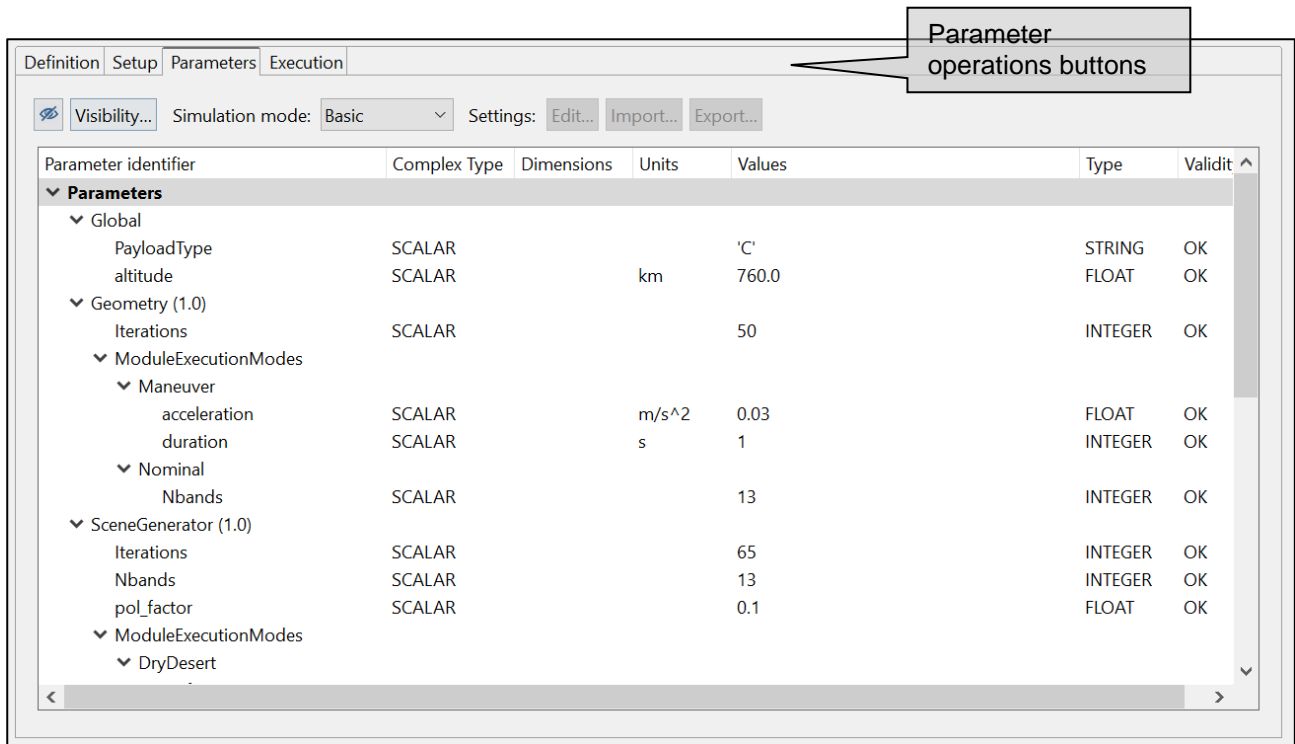 Parameter
operations buttons
Definition Setup Parameters Execution
Visibility... Simulation mode: Basic Settings: Edit... Import... Export...
Parameter identifier Complex Type Dimensions Units Values Type Validit
Parameters
Global
PayloadType SCALAR 'C' STRING OK
altitude SCALAR km 760.0 FLOAT OK
Geometry (1.0)
Iterations SCALAR 50 INTEGER OK
ModuleExecutionModes
Maneuver
acceleration SCALAR m/s^2 0.03 FLOAT OK
duration SCALAR s 1 INTEGER OK
Nominal
Nbands SCALAR 13 INTEGER OK
SceneGenerator (1.0)
Iterations SCALAR 65 INTEGER OK
Nbands SCALAR 13 INTEGER OK
pol_factor SCALAR 0.1 FLOAT OK
ModuleExecutionModes
DryDesert